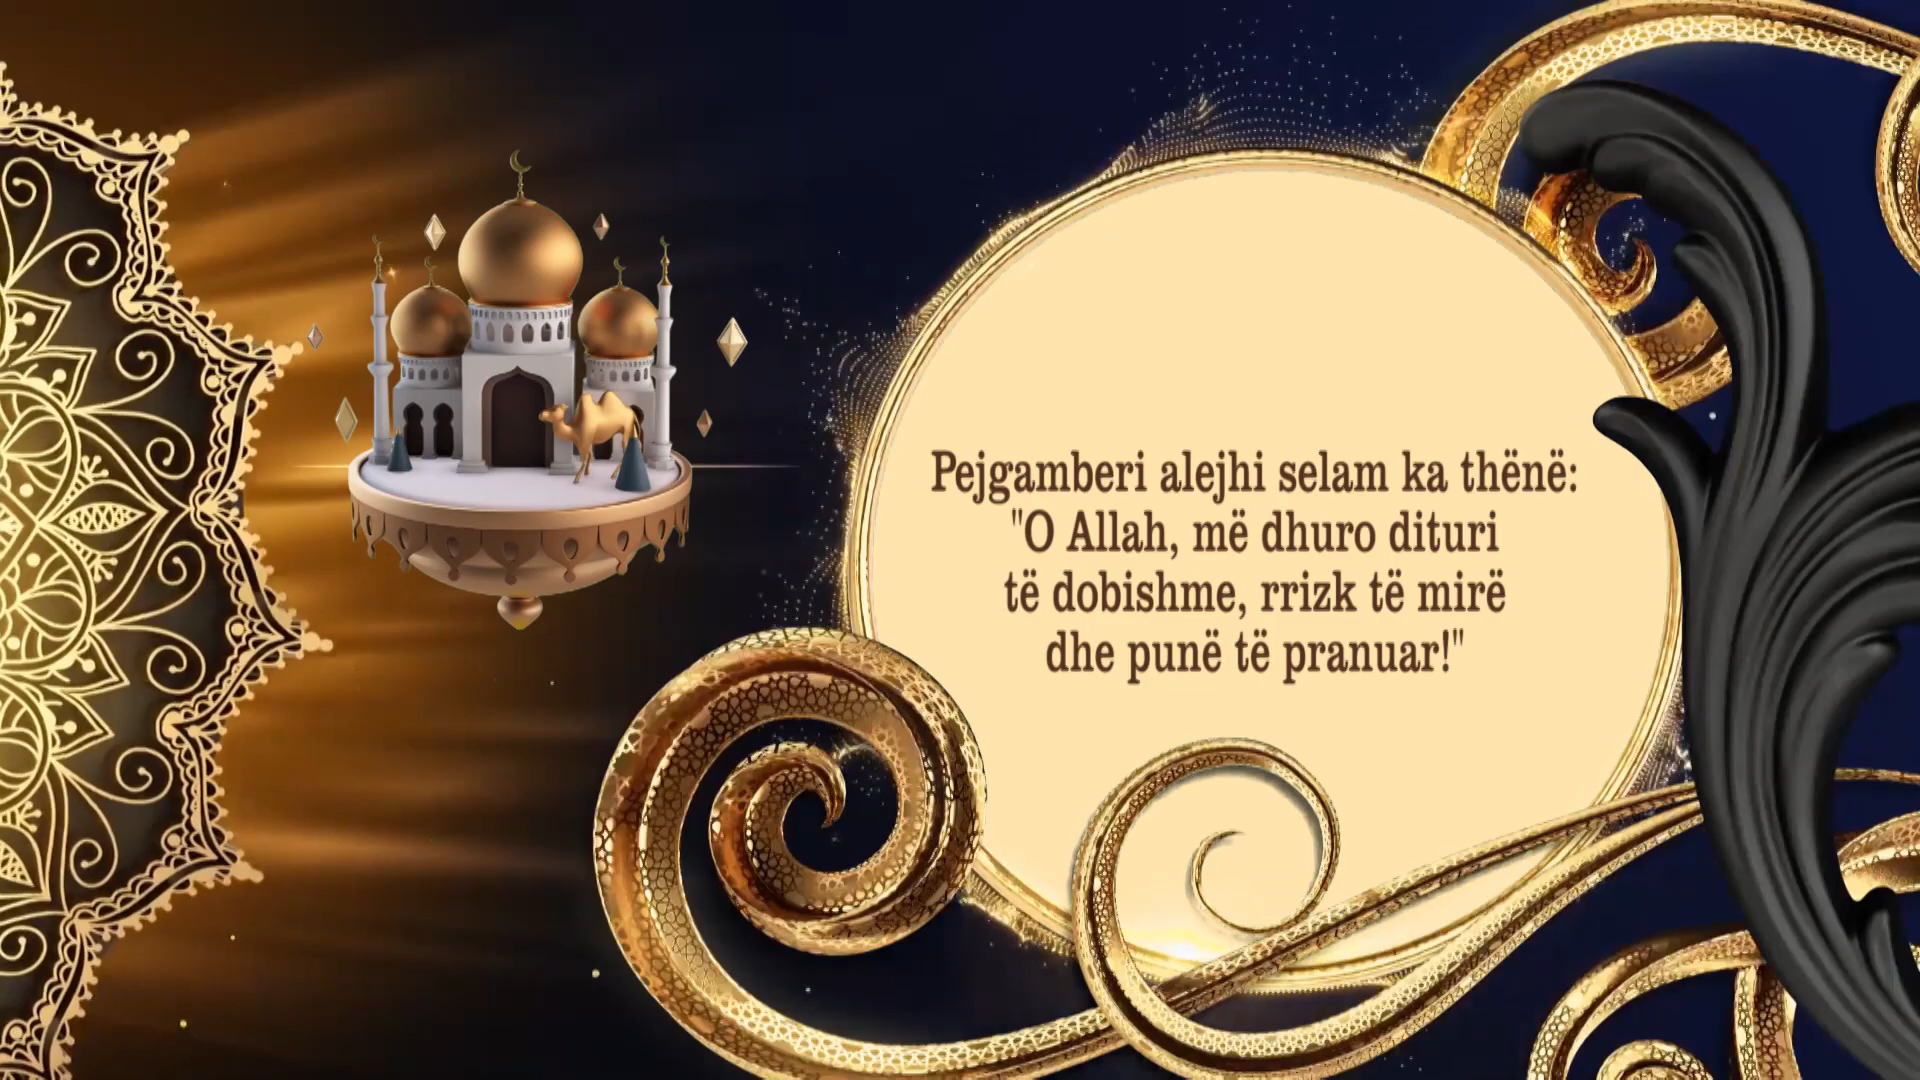 Pejgamberi alejhi selam ka thënë:
"O Allah, më dhuro dituri
të dobishme, rrizk të mirë
dhe punë të pranuar!"